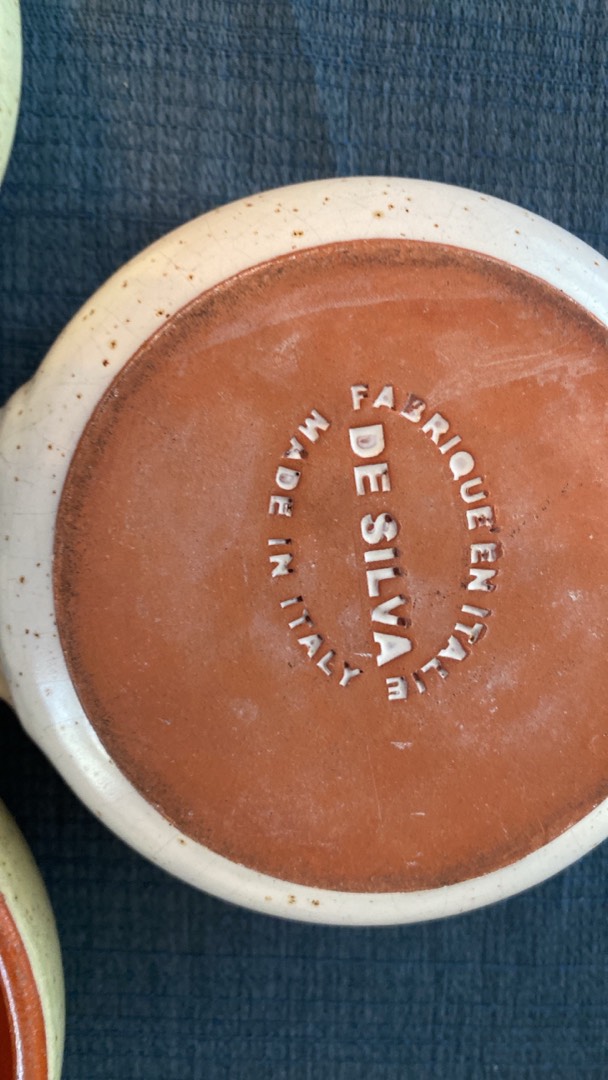 FABRIQUE EN ITALIE
DE SILVA
MADE IN ITALY